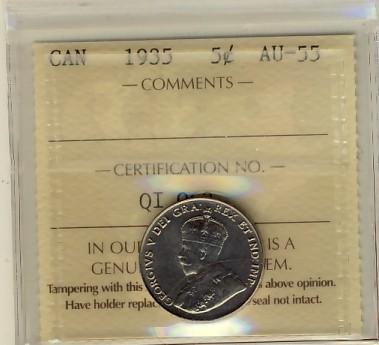 CAN 1935 5¢ AU-55
— COMMENTS —
— CERTIFICATION NO. —
QI
GEORGIVS V DEI GRA: REX ET IND: IMP:
IN OU IS A
GENU EM.
Tampering with this above opinion.
Have holder replac seal not intact.